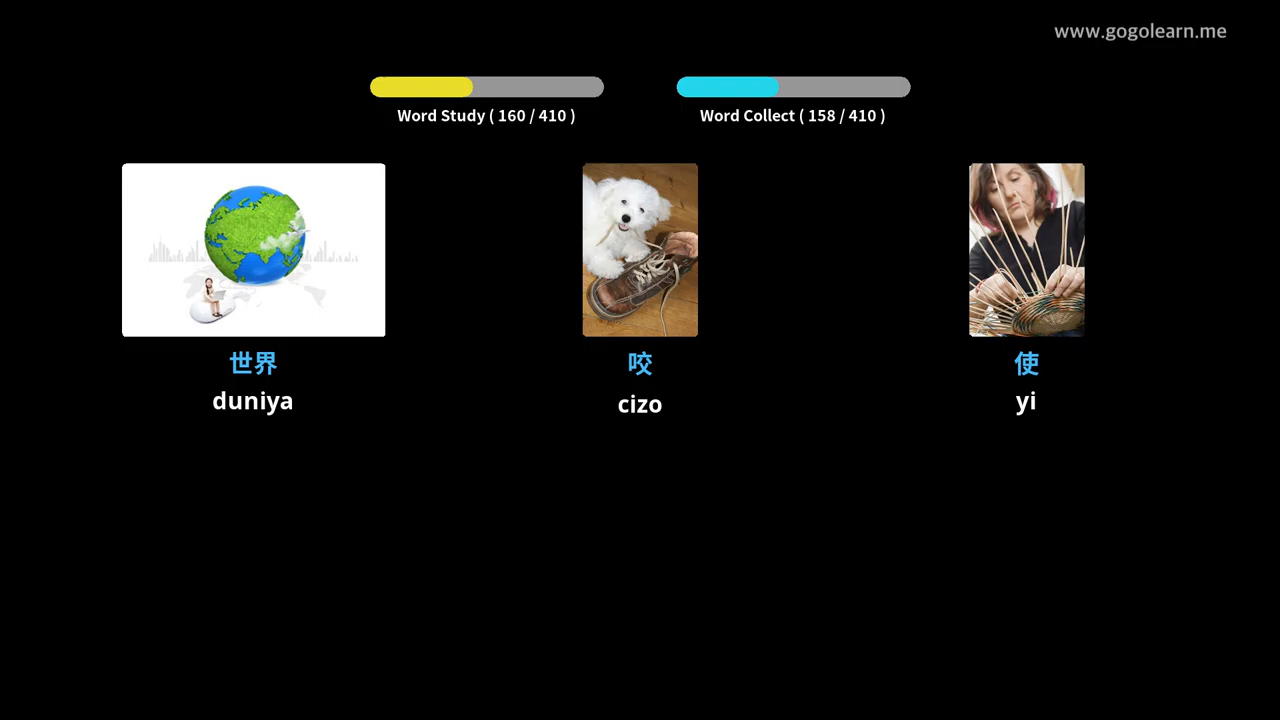 www.gogolearn.me
Word Study ( 160 / 410 )
Word Collect ( 158 / 410 )
世界
duniya
咬
cizo
使
yi